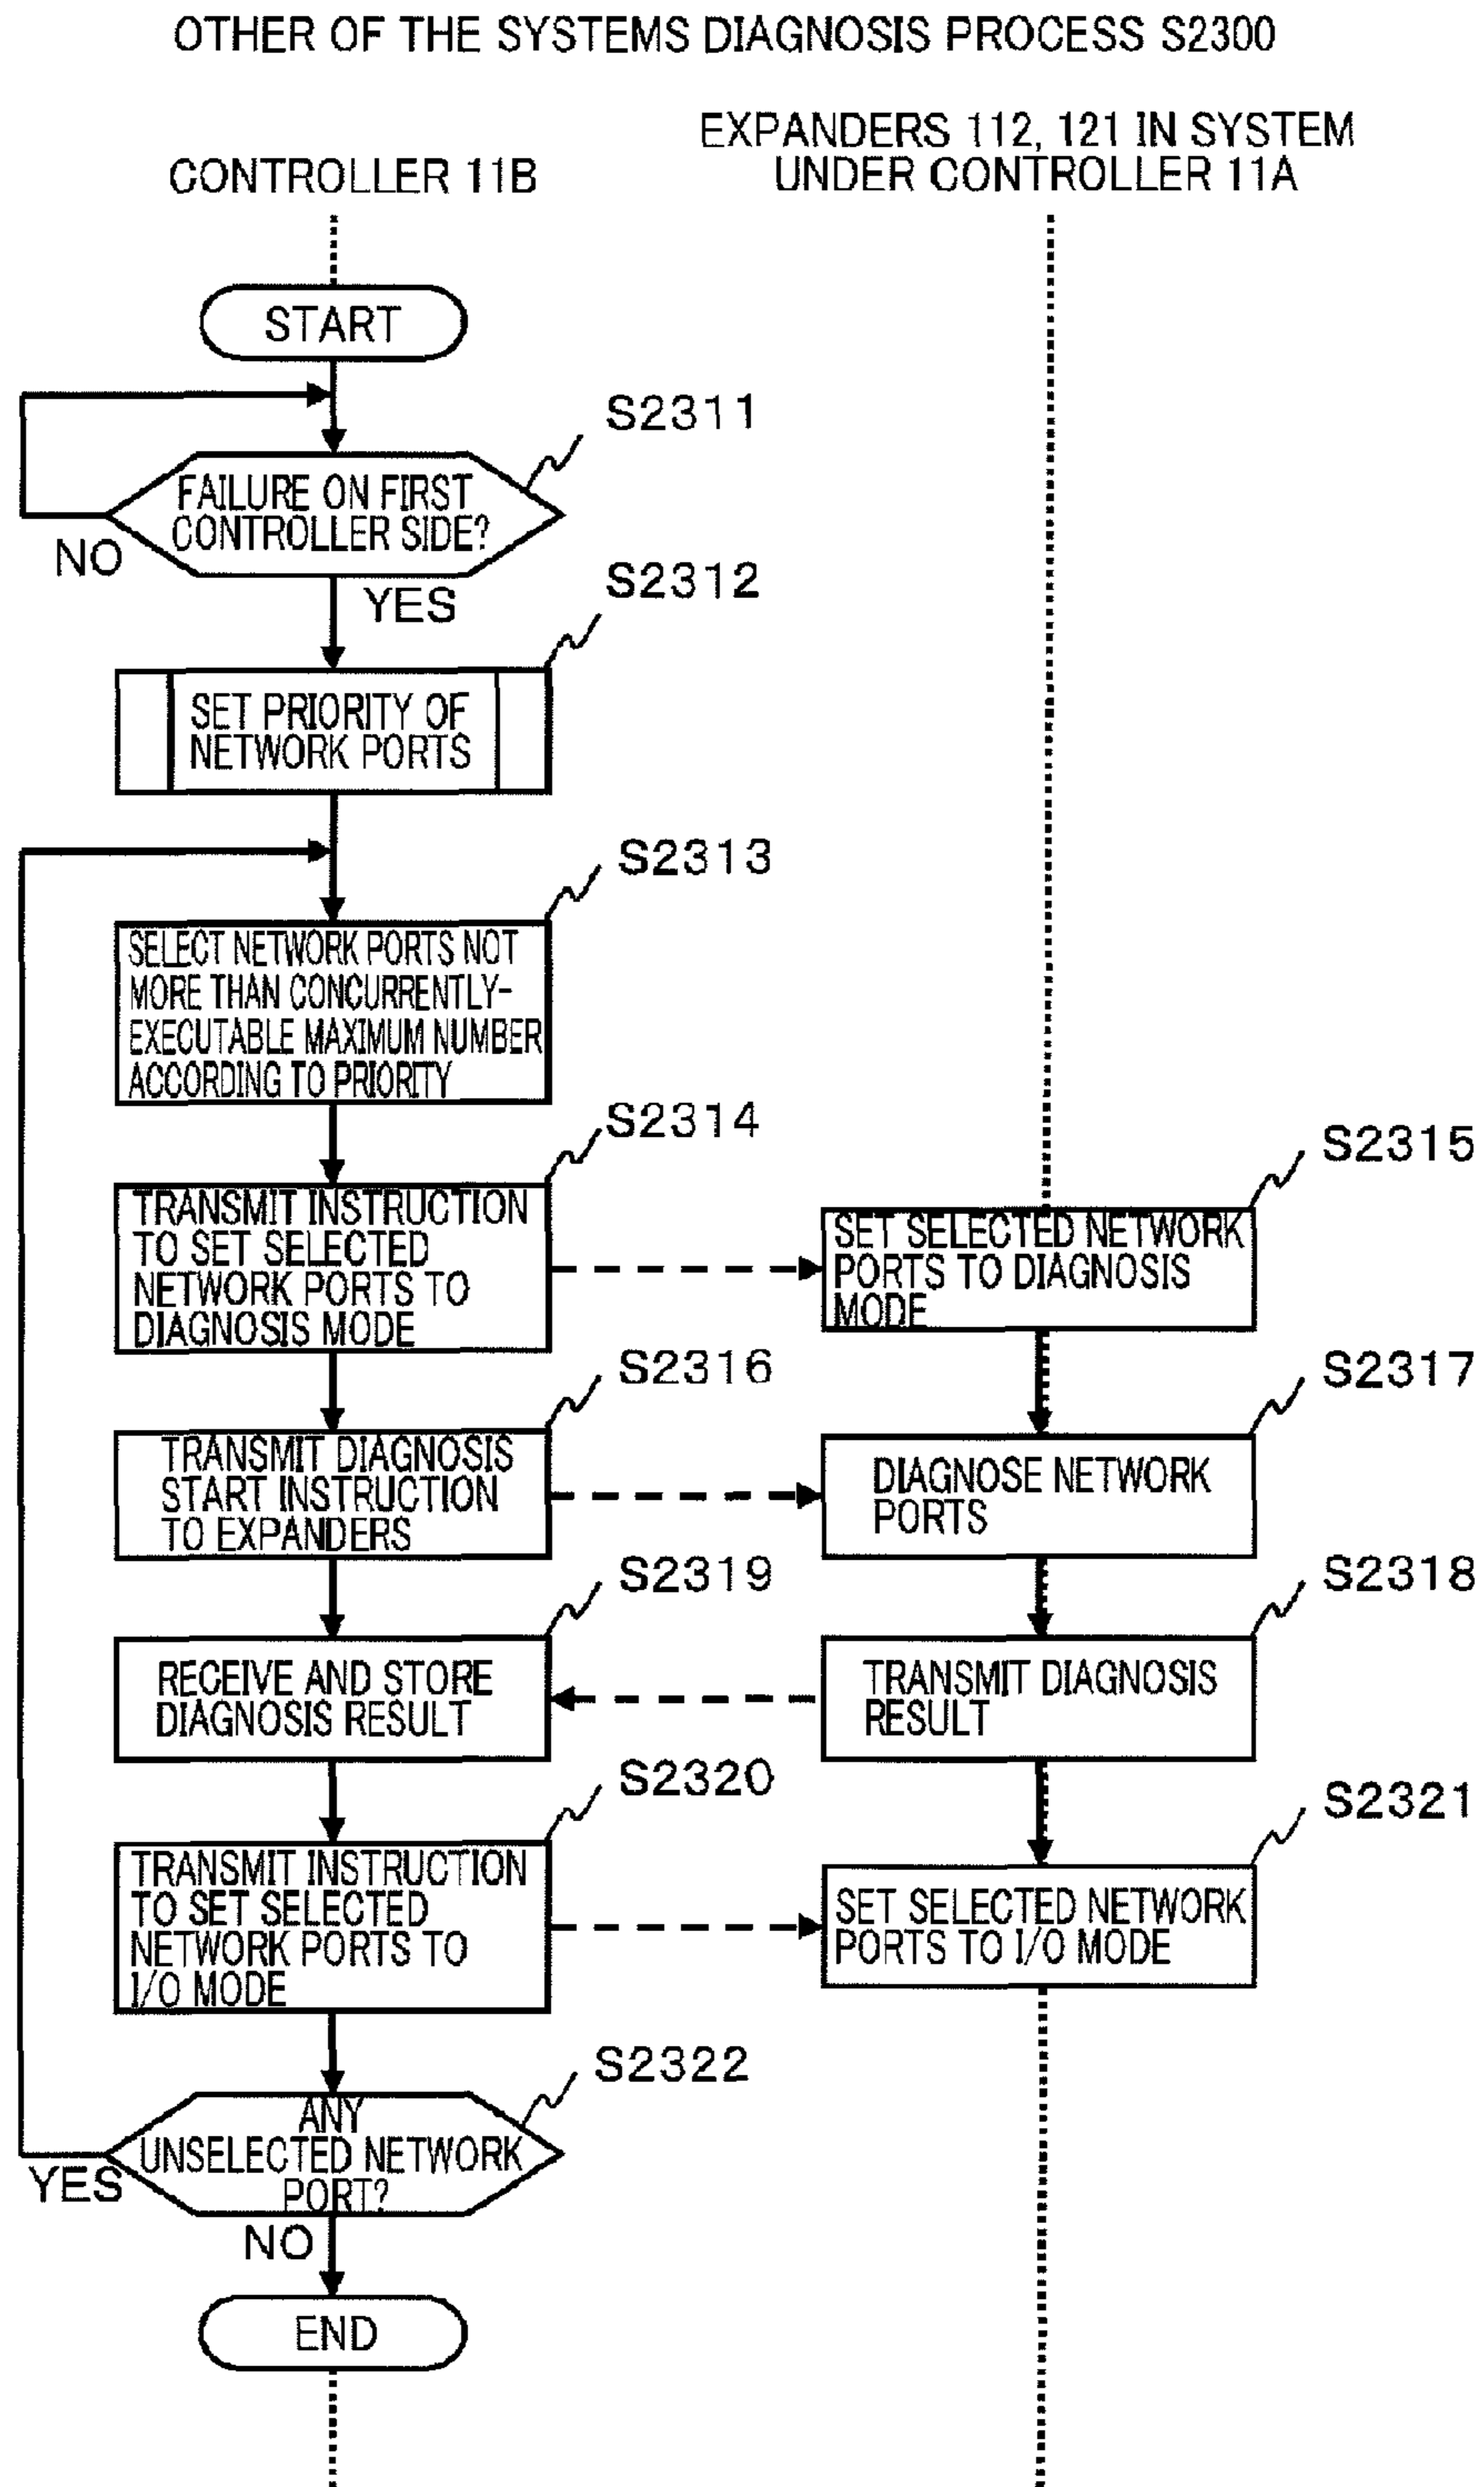 OTHER OF THE SYSTEMS DIAGNOSIS PROCESS S2300
CONTROLLER 11B
EXPANDERS 112, 121 IN SYSTEM
UNDER CONTROLLER 11A
START
S2311
FAILURE ON FIRST
CONTROLLER SIDE?
NO
YES
S2312
SET PRIORITY OF
NETWORK PORTS
S2313
SELECT NETWORK PORTS NOT
MORE THAN CONCURRENTLY-
EXECUTABLE MAXIMUM NUMBER
ACCORDING TO PRIORITY
S2314
TRANSMIT INSTRUCTION
TO SET SELECTED
NETWORK PORTS TO
DIAGNOSIS MODE
S2315
SET SELECTED NETWORK
PORTS TO DIAGNOSIS
MODE
S2316
TRANSMIT DIAGNOSIS
START INSTRUCTION
TO EXPANDERS
S2317
DIAGNOSE NETWORK
PORTS
S2319
RECEIVE AND STORE
DIAGNOSIS RESULT
S2318
TRANSMIT DIAGNOSIS
RESULT
S2320
TRANSMIT INSTRUCTION
TO SET SELECTED
NETWORK PORTS TO
I/O MODE
S2321
SET SELECTED NETWORK
PORTS TO I/O MODE
S2322
ANY
UNSELECTED NETWORK
PORT?
YES
NO
END